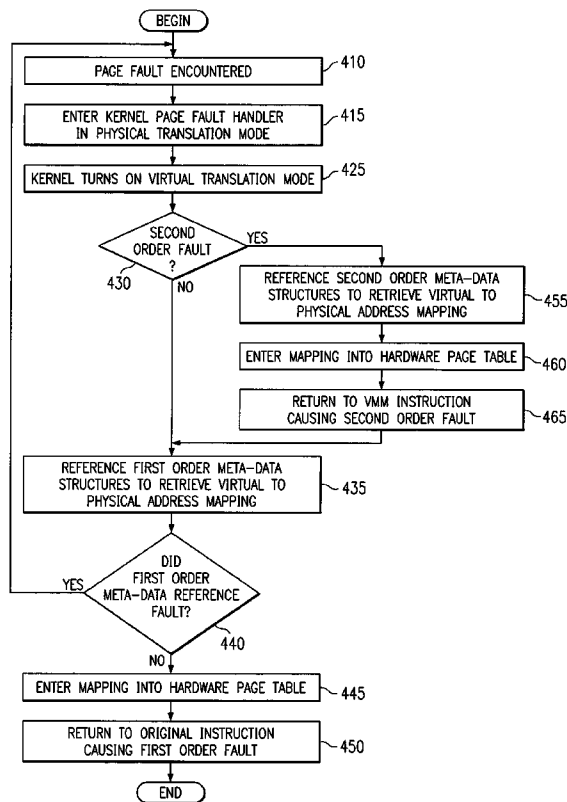 BEGIN
PAGE FAULT ENCOUNTERED
410
ENTER KERNEL PAGE FAULT HANDLER
IN PHYSICAL TRANSLATION MODE
415
KERNEL TURNS ON VIRTUAL TRANSLATION MODE
425
SECOND
ORDER FAULT
?
430
YES
NO
REFERENCE SECOND ORDER META-DATA
STRUCTURES TO RETRIEVE VIRTUAL TO
PHYSICAL ADDRESS MAPPING
455
ENTER MAPPING INTO HARDWARE PAGE TABLE
460
RETURN TO VMM INSTRUCTION
CAUSING SECOND ORDER FAULT
465
REFERENCE FIRST ORDER META-DATA
STRUCTURES TO RETRIEVE VIRTUAL TO
PHYSICAL ADDRESS MAPPING
435
DID
FIRST ORDER
META-DATA REFERENCE
FAULT?
YES
440
NO
ENTER MAPPING INTO HARDWARE PAGE TABLE
445
RETURN TO ORIGINAL INSTRUCTION
CAUSING FIRST ORDER FAULT
450
END